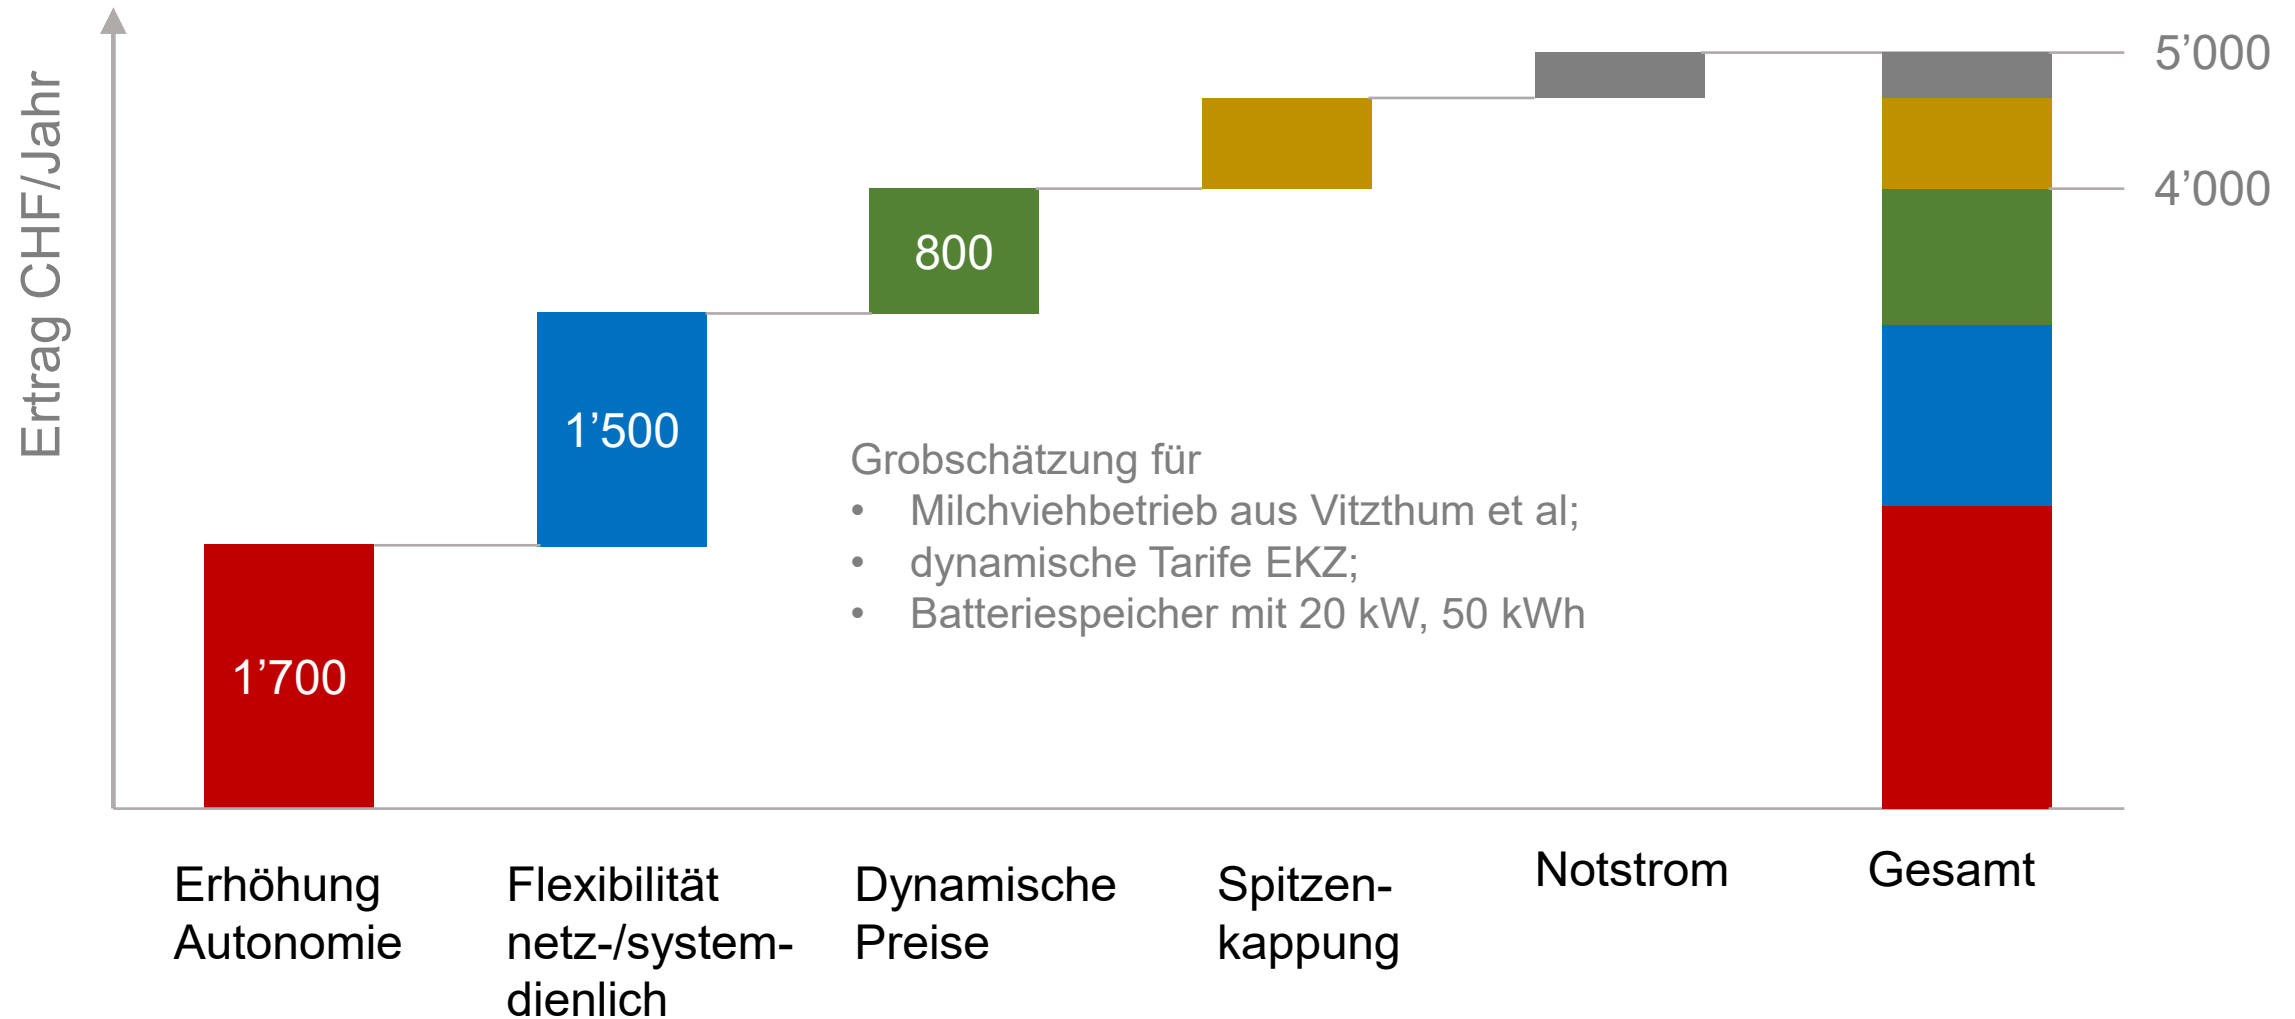 Ertrag CHF/Jahr
5’000
4’000
800
1’500
1’700
Grobschätzung für
• Milchviehbetrieb aus Vitzthum et al;
• dynamische Tarife EKZ;
• Batteriespeicher mit 20 kW, 50 kWh
Erhöhung
Autonomie
Flexibilität
netz-/system-
dienlich
Dynamische
Preise
Spitzen-
kappung
Notstrom
Gesamt